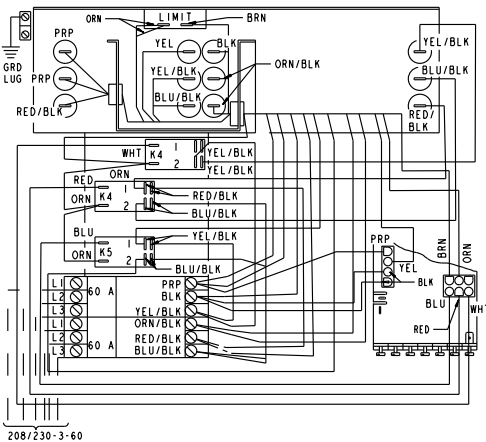 ORN LIMIT BRN
PRP YEL BLK YEL/BLK
GRD
LUG
PRP YEL/BLK ORN/BLK BLU/BLK
RED/BLK BLU/BLK RED/
BLK
WHT K4 1
2 YEL/BLK
YEL/BLK
RED ORN
ORN K4 1
2 RED/BLK
BLU/BLK
BLU YEL/BLK
ORN K5 1
2 BLU/BLK
PRP YEL BLK BRN ORN
L1 PRP
L2 60 A BLK
L3 YEL/BLK
L1 ORN/BLK
L2 RED/BLK
L3 60 A BLU/BLK
BLU WHT
RED
208/230-3-60